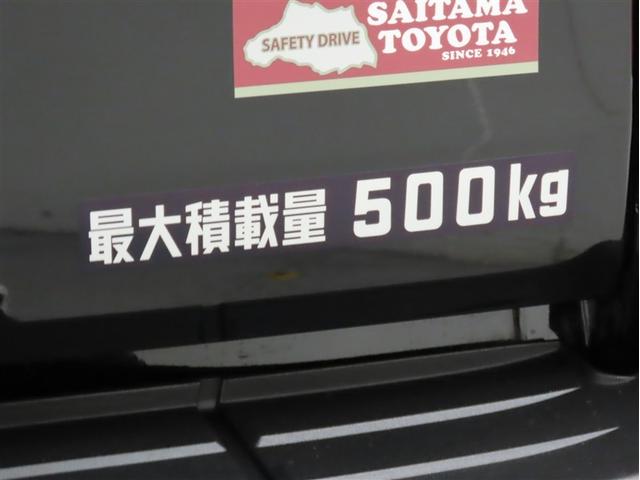 SAFETY DRIVE
SAITAMA
TOYOTA
SINCE 1946
最大積載量 500kg